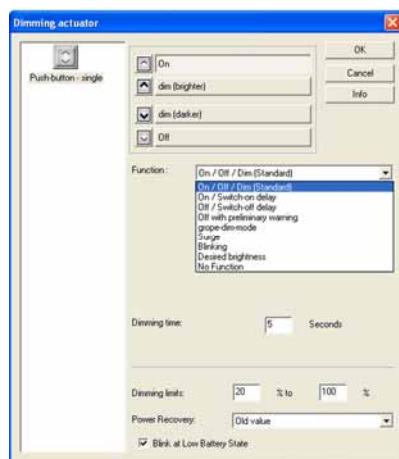 Dimming actuator
OK
Cancel
Info
Push-button - single
On
dim (brighter)
dim (darker)
Off
Function :
On / Off / Dim (Standard)
On / Off / Dim (Standard)
On / Switch-on delay
Off / Switch-off delay
Off with preliminary warning
grope-dim-mode
Surge
Blinking
Desired brightness
No Function
Dimming time: 5 Seconds
Dimming limits: 20 % to 100 %
Power Recovery: Old value
Blink at Low Battery State